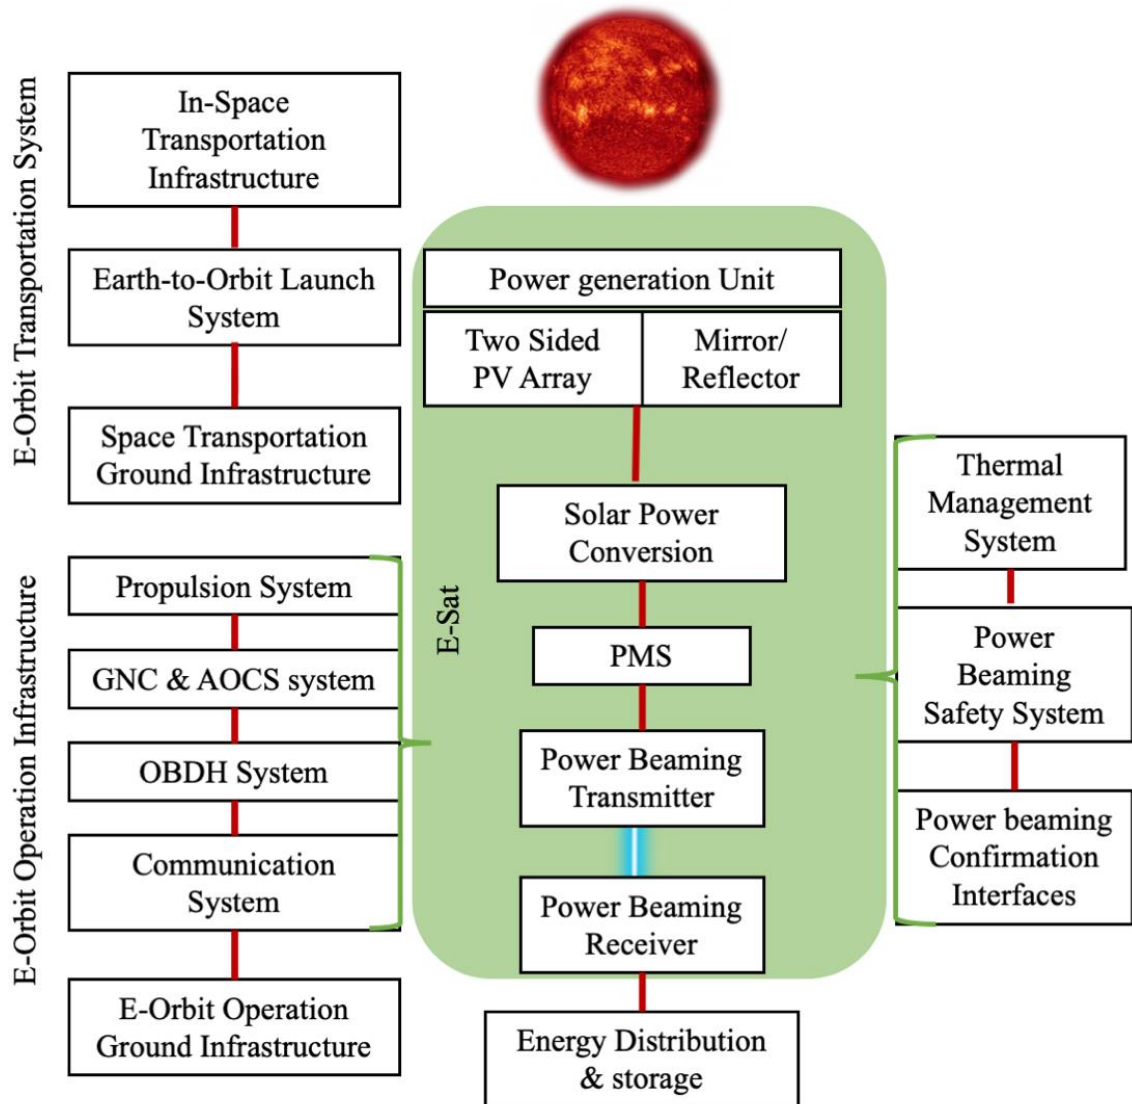 E-Orbit Transportation System
In-Space
Transportation
Infrastructure
Earth-to-Orbit Launch
System
Space Transportation
Ground Infrastructure
E-Orbit Operation Infrastructure
Propulsion System
GNC & AOCS system
OBDH System
Communication
System
E-Orbit Operation
Ground Infrastructure
E-Sat
Power generation Unit
Two Sided
PV Array
Mirror/
Reflector
Solar Power
Conversion
PMS
Power Beaming
Transmitter
Power Beaming
Receiver
Energy Distribution
& storage
Thermal
Management
System
Power
Beaming
Safety System
Power beaming
Confirmation
Interfaces